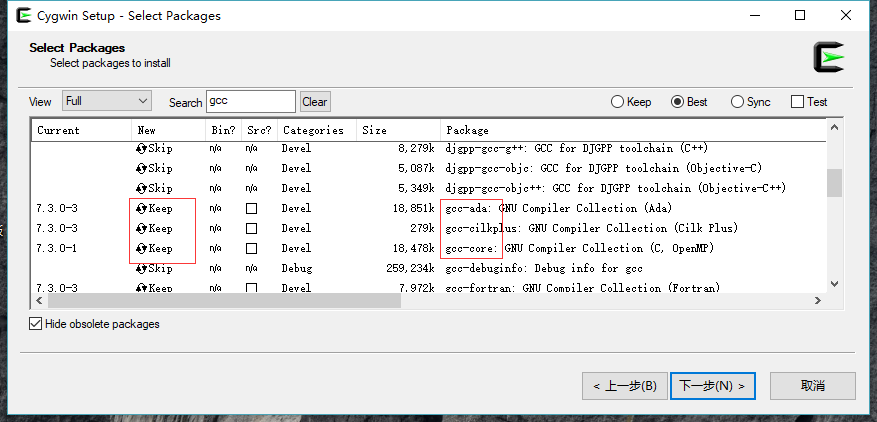 Cygwin Setup - Select Packages
Select Packages
Select packages to install
View Full Search gcc Clear Keep Best Sync Test
Current New Bin? Src? Categories Size Package
Skip n/a n/a Devel 8,279k djgpp-gcc-g++: GCC for DJGPP toolchain (C++)
Skip n/a n/a Devel 5,087k djgpp-gcc-objc: GCC for DJGPP toolchain (Objective-C)
Skip n/a n/a Devel 5,349k djgpp-gcc-objc++: GCC for DJGPP toolchain (Objective-C++)
7.3.0-3 Keep n/a Devel 18,851k gcc-ada: GNU Compiler Collection (Ada)
7.3.0-3 Keep n/a Devel 279k gcc-cilkplus: GNU Compiler Collection (Cilk Plus)
7.3.0-1 Keep n/a Devel 18,478k gcc-core: GNU Compiler Collection (C, OpenMP)
Skip n/a n/a Debug 259,234k gcc-debuginfo: Debug info for gcc
7.3.0-3 Keep n/a Devel 7,972k gcc-fortran: GNU Compiler Collection (Fortran)
Hide obsolete packages
< 上一步(B) 下一步(N) > 取消